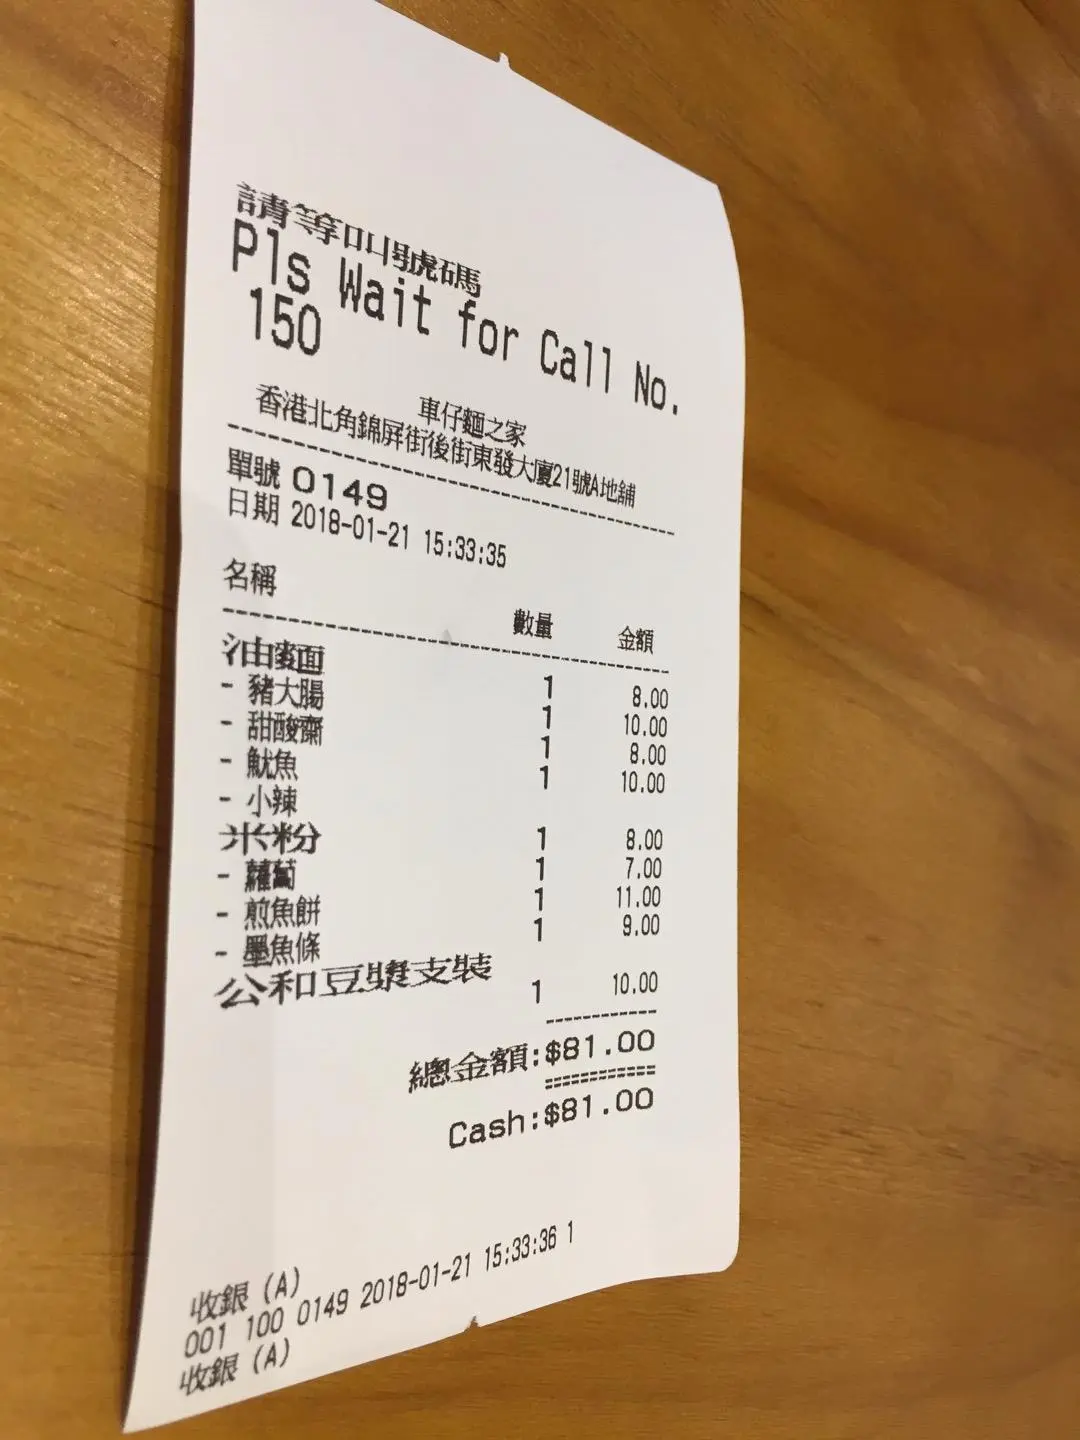 請等叫號碼
Pls Wait for Call No.
150
車仔麵之家
香港北角錦屏街後街東發大廈21號A地舖
單號 0149
日期 2018-01-21 15:33:35
名稱 數量 金額
油麵 1 8.00
- 豬大腸 1 10.00
- 甜酸齋 1 8.00
- 魷魚 1 10.00
- 小辣
米粉 1 8.00
- 蘿蔔 1 7.00
- 煎魚餅 1 11.00
- 墨魚條 1 9.00
公和豆漿支裝 1 10.00
總金額:$81.00
Cash:$81.00
收銀 (A)
001 100 0149 2018-01-21 15:33:36 1
收銀 (A)